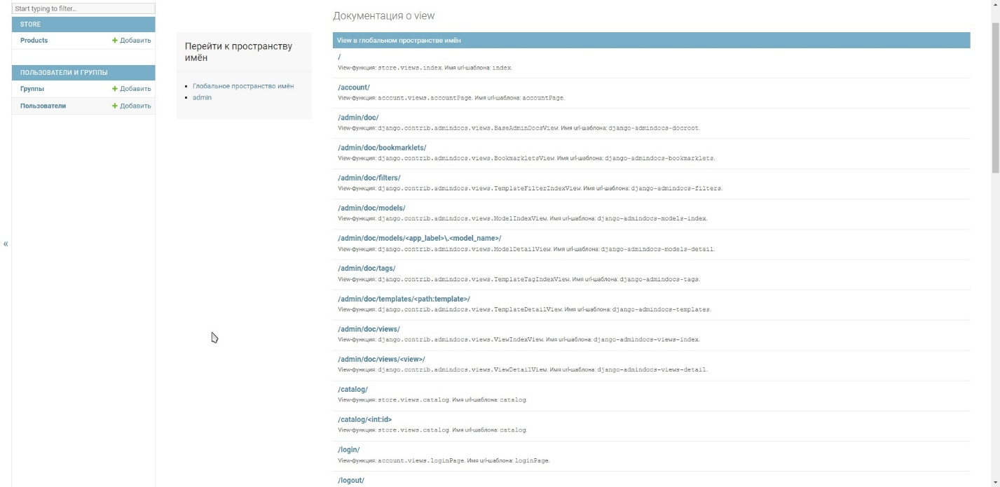 Start typing to filter...
STORE
Products
Добавить
ПОЛЬЗОВАТЕЛИ И ГРУППЫ
Группы
Добавить
Пользователи
Добавить
«
Перейти к пространству
имён
Глобальное пространство имён
admin
Документация о view
View в глобальном пространстве имён
/
View-функция: store.views.index. Имя url-шаблона: index.
/account/
View-функция: account.views.accountPage. Имя url-шаблона: accountPage.
/admin/doc/
View-функция: django.contrib.admindocs.views.BaseAdminDocsView. Имя url-шаблона: django-admindocs-docroot.
/admin/doc/bookmarklets/
View-функция: django.contrib.admindocs.views.BookmarkletsView. Имя url-шаблона: django-admindocs-bookmarklets.
/admin/doc/filters/
View-функция: django.contrib.admindocs.views.TemplateFilterIndexView. Имя url-шаблона: django-admindocs-filters.
/admin/doc/models/
View-функция: django.contrib.admindocs.views.ModelIndexView. Имя url-шаблона: django-admindocs-models-index.
/admin/doc/models/<app_label>\.<model_name>/
View-функция: django.contrib.admindocs.views.ModelDetailView. Имя url-шаблона: django-admindocs-models-detail.
/admin/doc/tags/
View-функция: django.contrib.admindocs.views.TemplateTagIndexView. Имя url-шаблона: django-admindocs-tags.
/admin/doc/templates/<path:template>/
View-функция: django.contrib.admindocs.views.TemplateDetailView. Имя url-шаблона: django-admindocs-templates.
/admin/doc/views/
View-функция: django.contrib.admindocs.views.ViewIndexView. Имя url-шаблона: django-admindocs-views-index.
/admin/doc/views/<view>/
View-функция: django.contrib.admindocs.views.ViewDetailView. Имя url-шаблона: django-admindocs-views-detail.
/catalog/
View-функция: store.views.catalog. Имя url-шаблона: catalog.
/catalog/<int:id>
View-функция: store.views.catalog. Имя url-шаблона: catalog.
/login/
View-функция: account.views.loginPage. Имя url-шаблона: loginPage.
/logout/